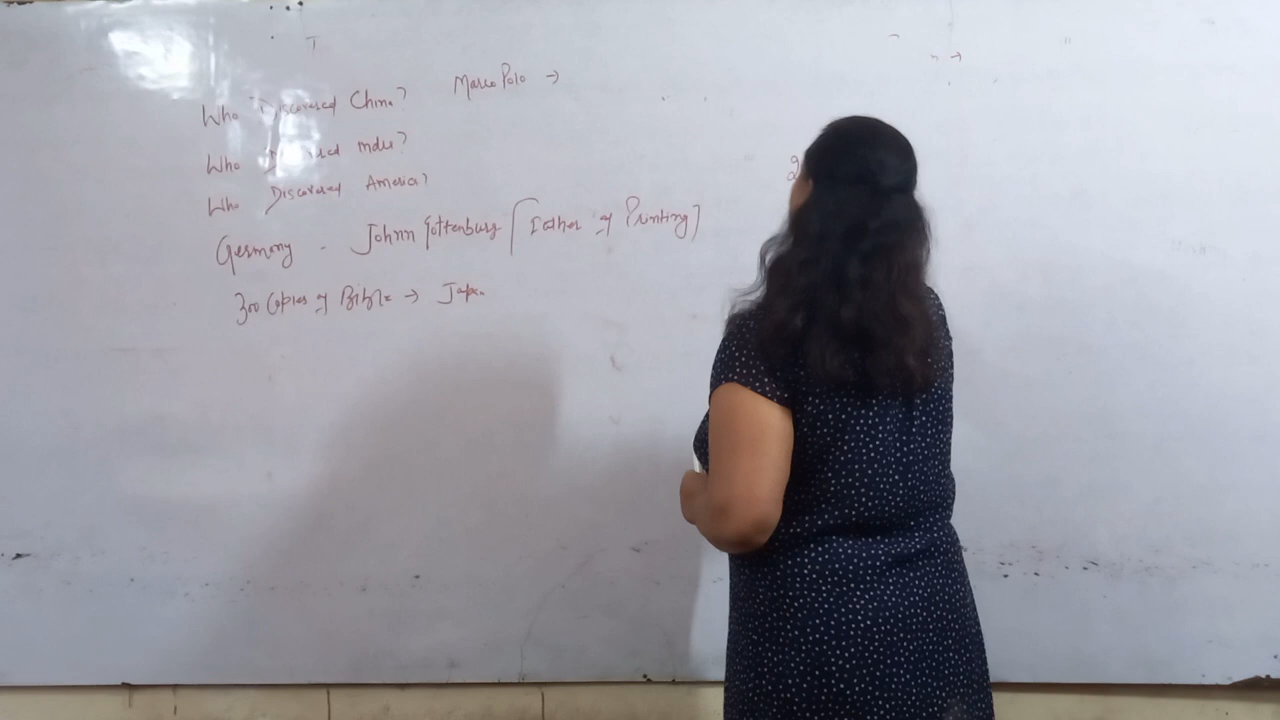 Who Discovered China? Marco Polo →
Who India?
Who Discovered America?
Germany - Johnn Gottenburg [Father of Printing]
300 Copies of Bible → Japan
2